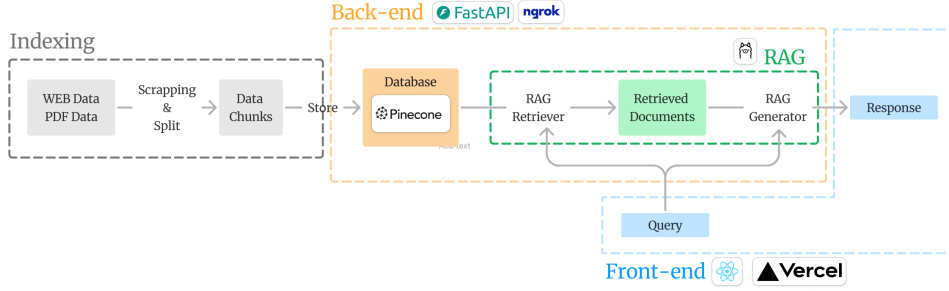 Back-end
FastAPI
ngrok
Indexing
RAG
WEB Data
PDF Data
Scrapping
&
Split
Data
Chunks
Store
Database
Pinecone
RAG
Retriever
Retrieved
Documents
RAG
Generator
Response
Query
Front-end
Vercel